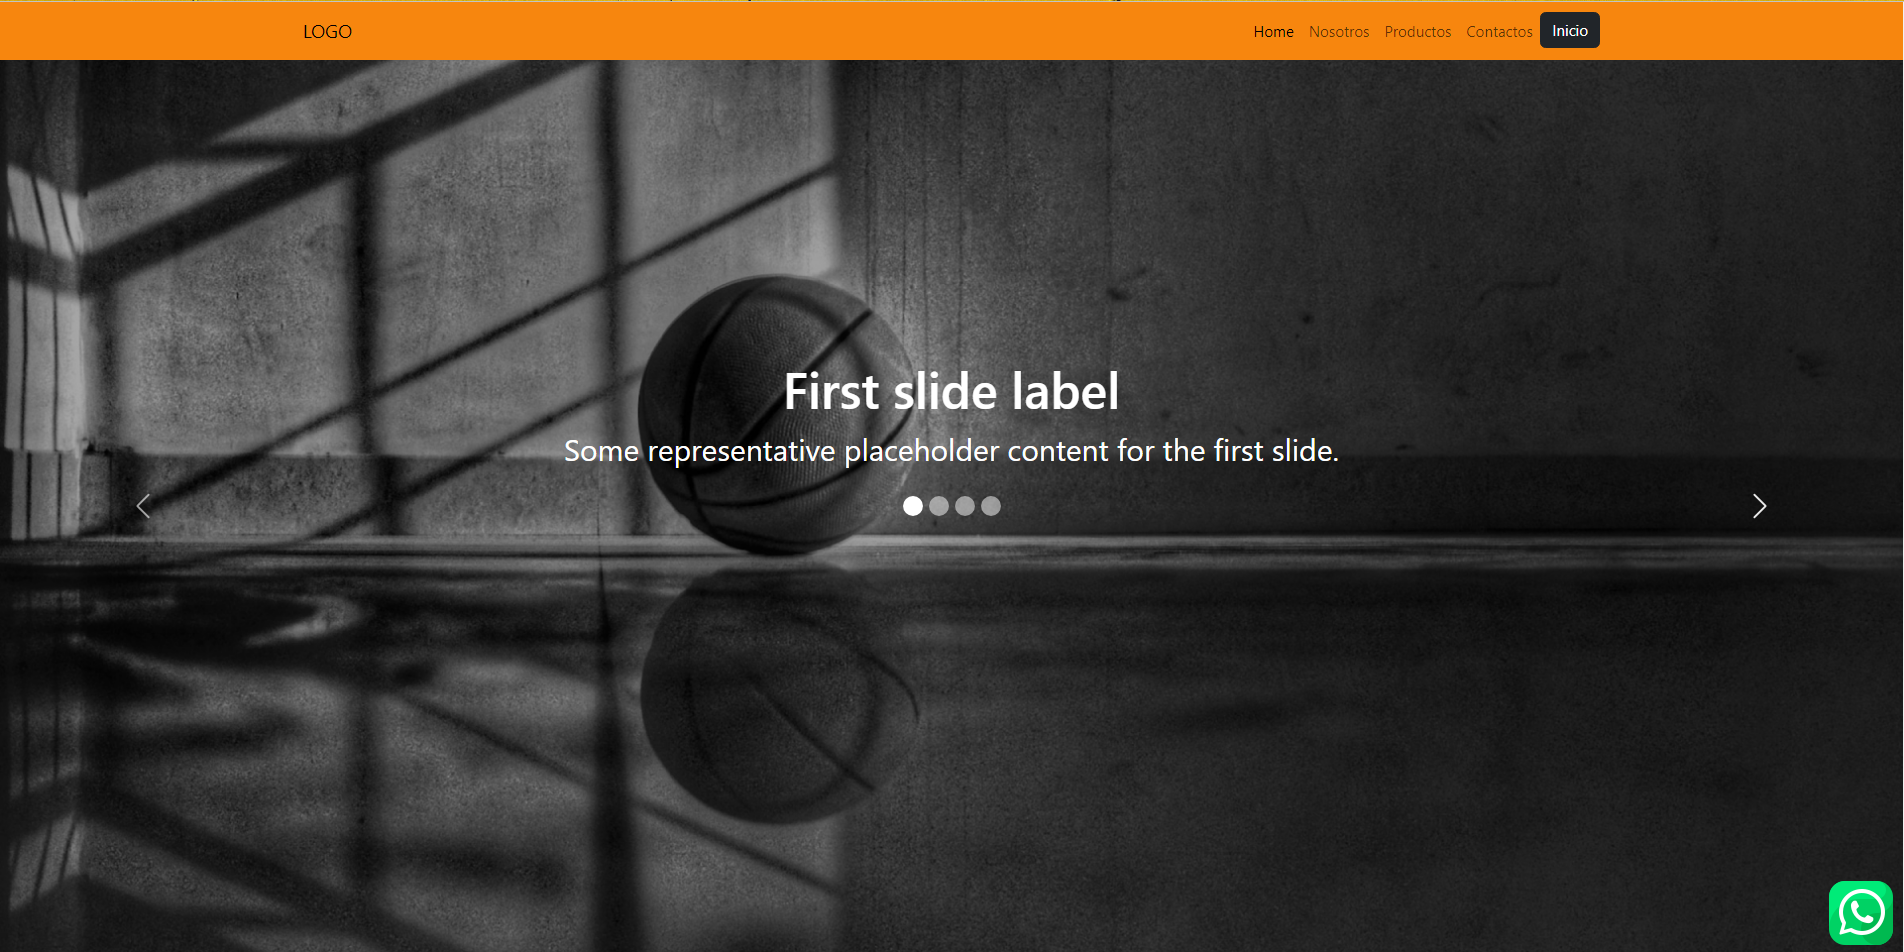 LOGO
Home Nosotros Productos Contactos Inicio
First slide label
Some representative placeholder content for the first slide.